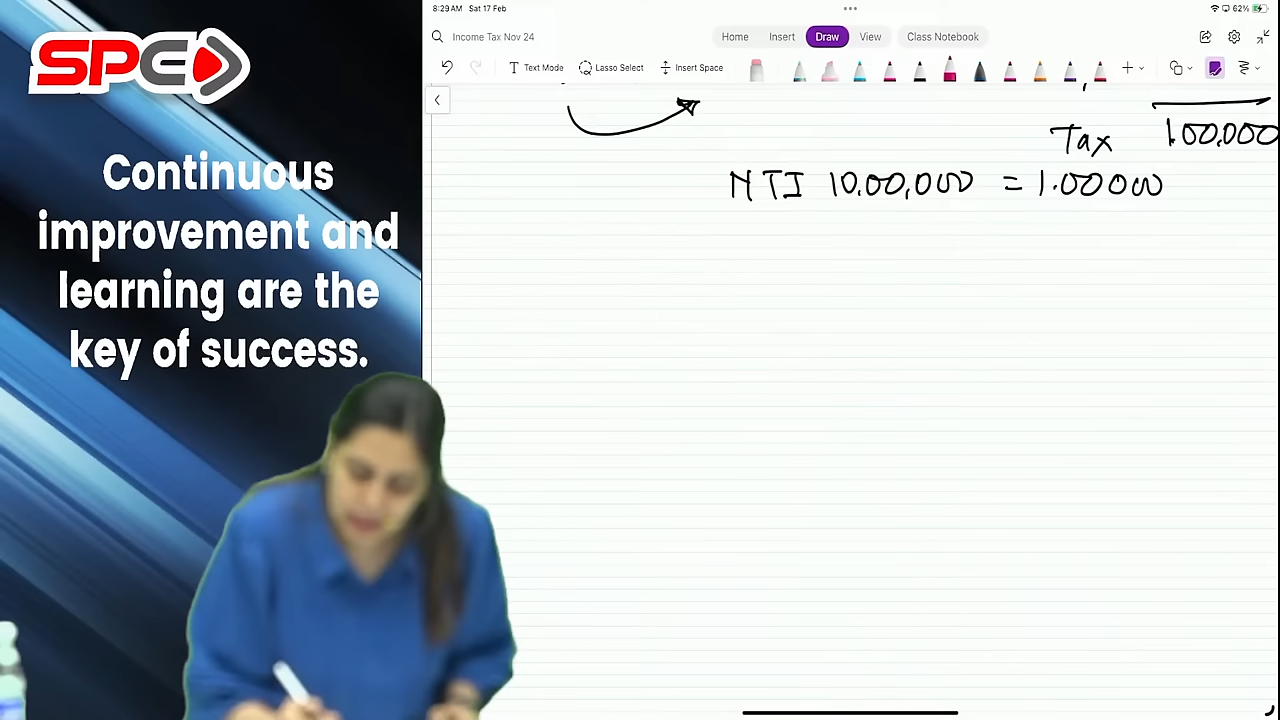 SPC
Continuous
improvement and
learning are the
key of success.
8:29 AM Sat 17 Feb
62%
Income Tax Nov 24
Home Insert Draw View Class Notebook
Text Mode Lasso Select Insert Space
Tax 1.00,000
NTI 10,00,000 = 1.00000